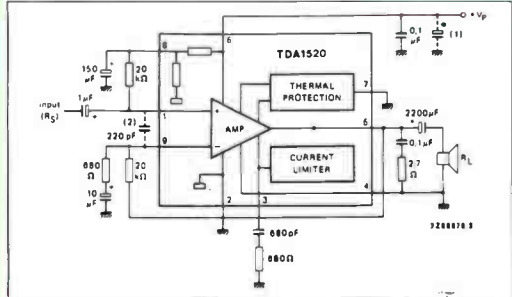 + Vp
0,1
µF
(1)
8
6
TDA1520
150
µF
20
kΩ
THERMAL
PROTECTION
7
1µF
input
(RS)
(2)
220 pF
1
9
+
−
AMP
5
2200µF
680
Ω
10
µF
20
kΩ
CURRENT
LIMITER
0,1µF
2,7
Ω
RL
4
2
3
680pF
680Ω
7Z88078.3